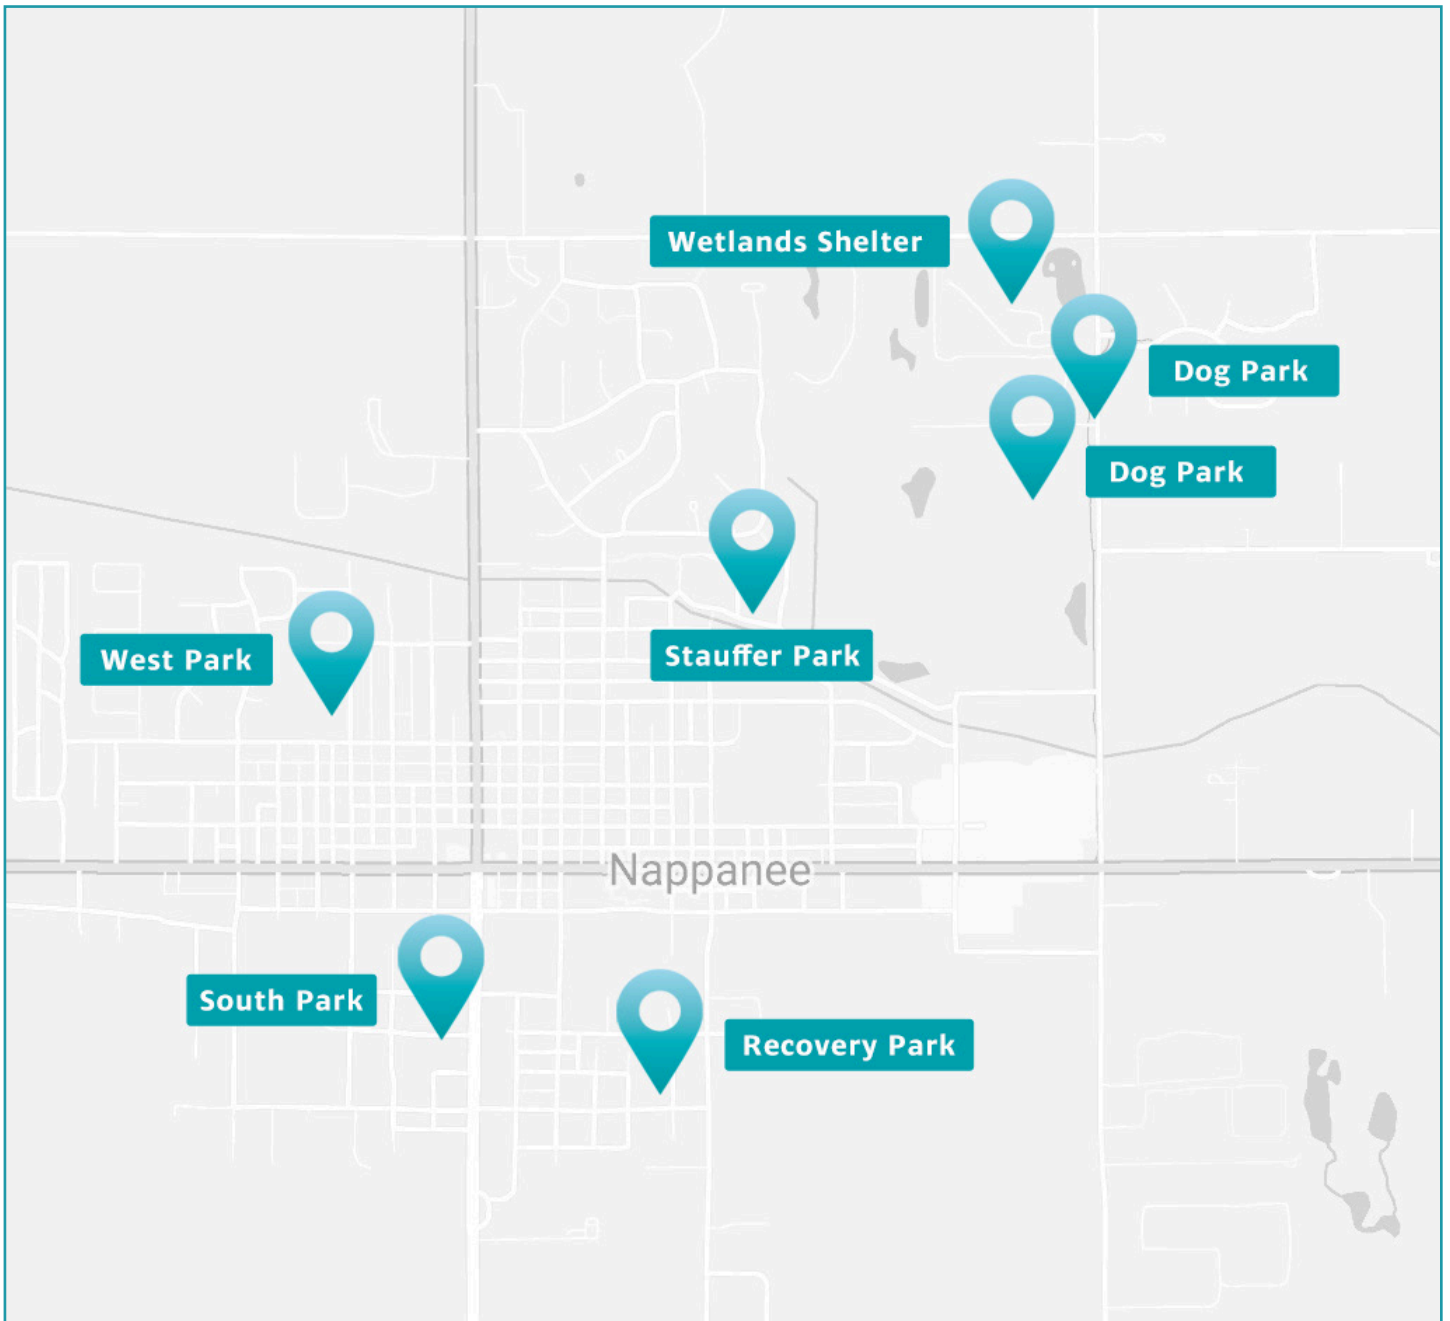 Wetlands Shelter
Dog Park
Dog Park
Stauffer Park
West Park
Nappanee
South Park
Recovery Park